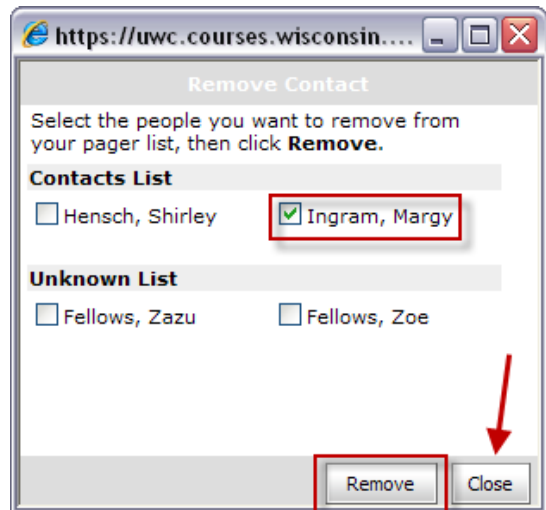 https://uwc.courses.wisconsin....
Remove Contact
Select the people you want to remove from
your pager list, then click Remove.
Contacts List
Hensch, Shirley Ingram, Margy
Unknown List
Fellows, Zazu Fellows, Zoe
Remove Close